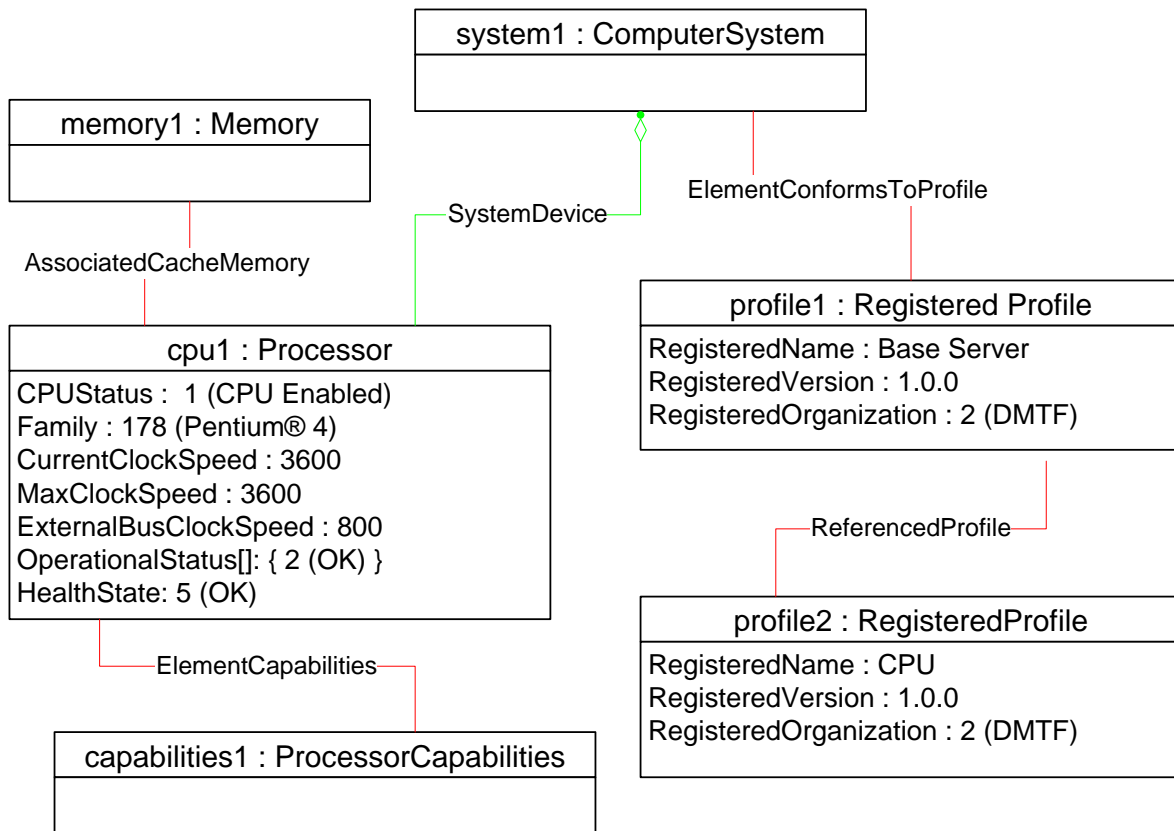 system1 : ComputerSystem
memory1 : Memory
ElementConformsToProfile
SystemDevice
AssociatedCacheMemory
profile1 : Registered Profile
RegisteredName : Base Server
RegisteredVersion : 1.0.0
RegisteredOrganization : 2 (DMTF)
cpu1 : Processor
CPUStatus :  1 (CPU Enabled)
Family : 178 (Pentium® 4)
CurrentClockSpeed : 3600
MaxClockSpeed : 3600
ExternalBusClockSpeed : 800
OperationalStatus[]: { 2 (OK) }
HealthState: 5 (OK)
ReferencedProfile
profile2 : RegisteredProfile
RegisteredName : CPU
RegisteredVersion : 1.0.0
RegisteredOrganization : 2 (DMTF)
ElementCapabilities
capabilities1 : ProcessorCapabilities